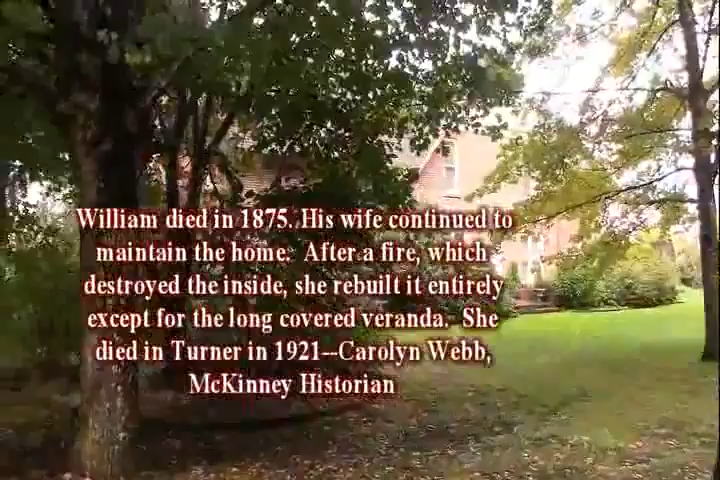 William died in 1875. His wife continued to
maintain the home. After a fire, which
destroyed the inside, she rebuilt it entirely
except for the long covered veranda. She
died in Turner in 1921--Carolyn Webb,
McKinney Historian